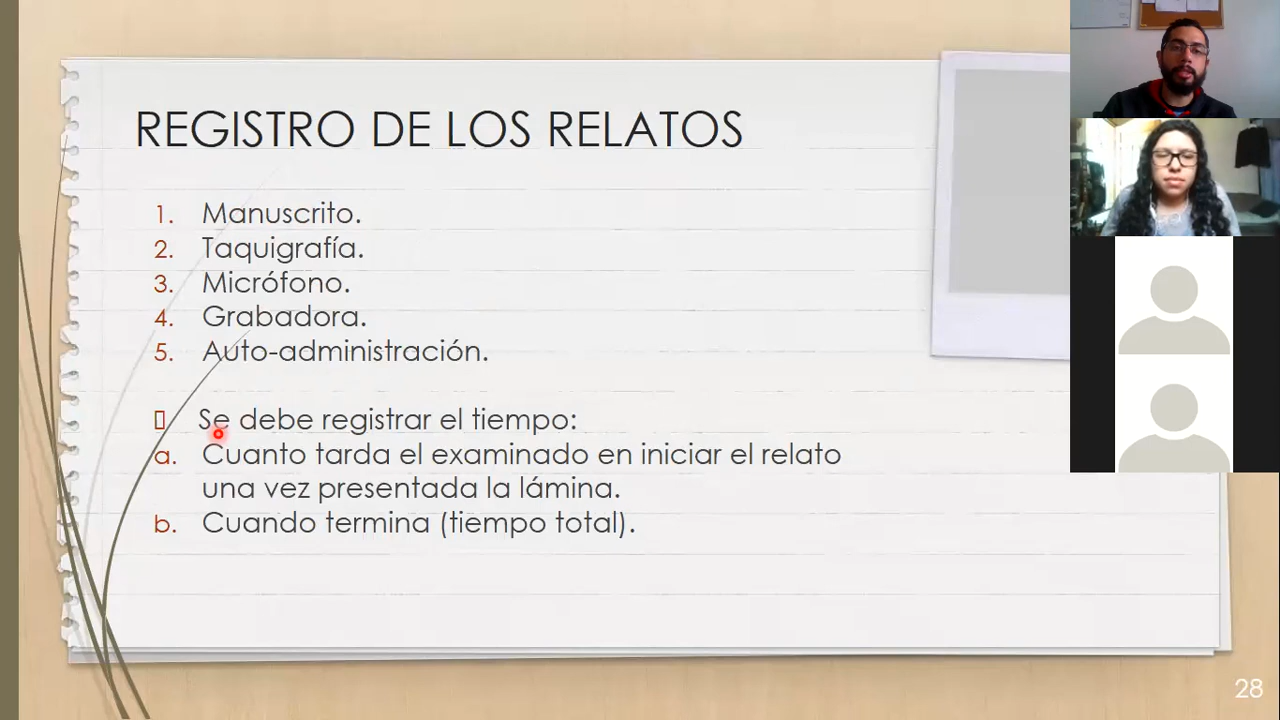 REGISTRO DE LOS RELATOS
1. Manuscrito.
2. Taquigrafía.
3. Micrófono.
4. Grabadora.
5. Auto-administración.
Se debe registrar el tiempo:
a. Cuanto tarda el examinado en iniciar el relato
una vez presentada la lámina.
b. Cuando termina (tiempo total).
28